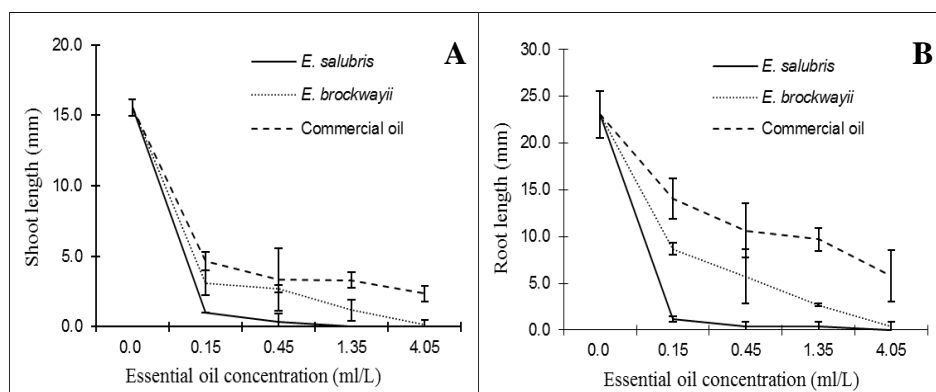 A
Shoot length (mm)
20.0
15.0
10.0
5.0
0.0
E. salubris
E. brockwayii
Commercial oil
0.0 0.15 0.45 1.35 4.05
Essential oil concentration (ml/L)
B
Root length (mm)
30.0
25.0
20.0
15.0
10.0
5.0
0.0
E. salubris
E. brockwayii
Commercial oil
0.0 0.15 0.45 1.35 4.05
Essential oil concentration (ml/L)